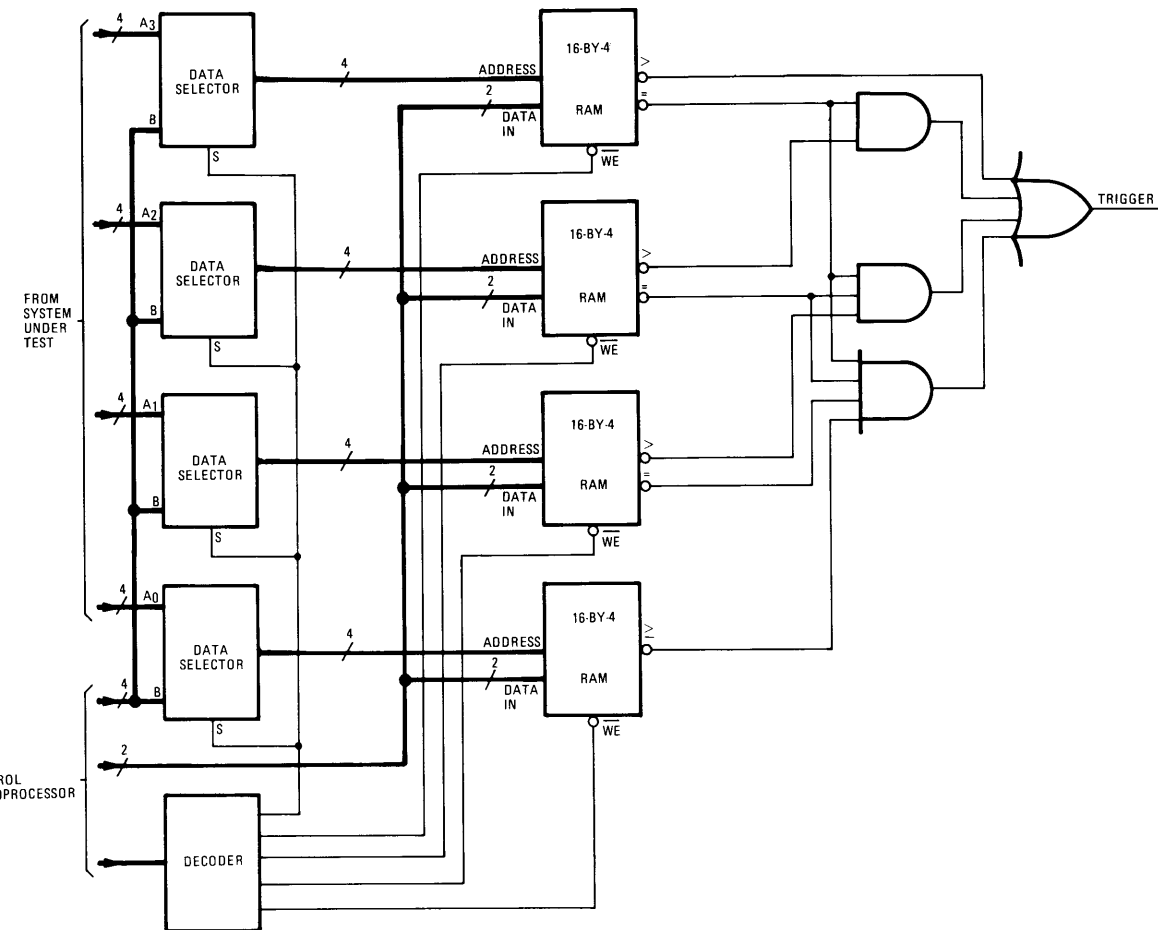 4 A3
DATA
SELECTOR
B
S
4
ADDRESS
2
DATA
IN
16-BY-4
RAM
>
=
WE
4 A2
DATA
SELECTOR
B
S
4
ADDRESS
2
DATA
IN
16-BY-4
RAM
>
=
WE
FROM
SYSTEM
UNDER
TEST
4 A1
DATA
SELECTOR
B
S
4
ADDRESS
2
DATA
IN
16-BY-4
RAM
>
=
WE
4 A0
DATA
SELECTOR
4 B
S
4
ADDRESS
2
DATA
IN
16-BY-4
RAM
≥
WE
2
ROL
OPROCESSOR
DECODER
TRIGGER